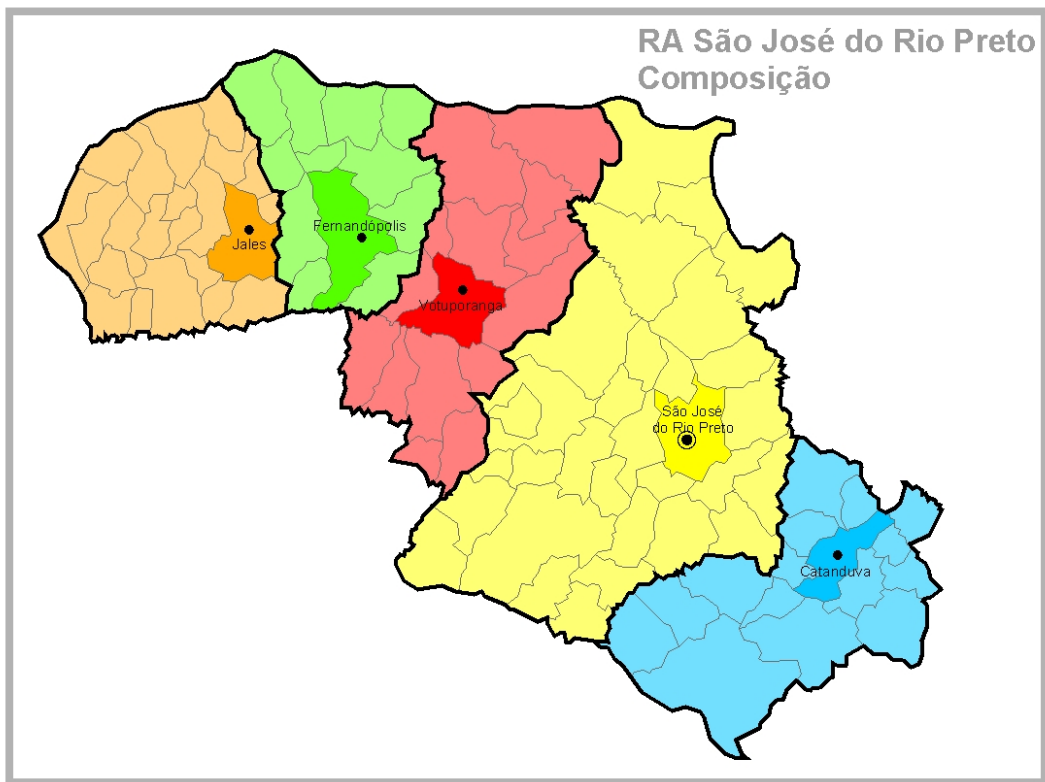 RA São José do Rio Preto
Composição
Fernandópolis
Jales
Votuporanga
São José
do Rio Preto
Catanduva